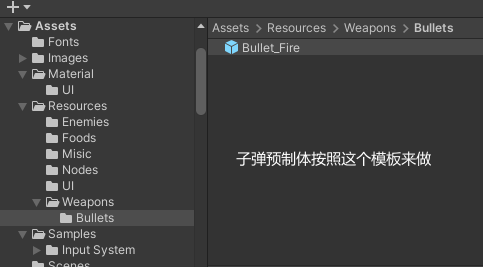 Assets
Fonts
Images
Material
UI
Resources
Enemies
Foods
Misic
Nodes
UI
Weapons
Bullets
Samples
Input System
Scenes
Assets > Resources > Weapons > Bullets
Bullet_Fire
子弹预制体按照这个模板来做